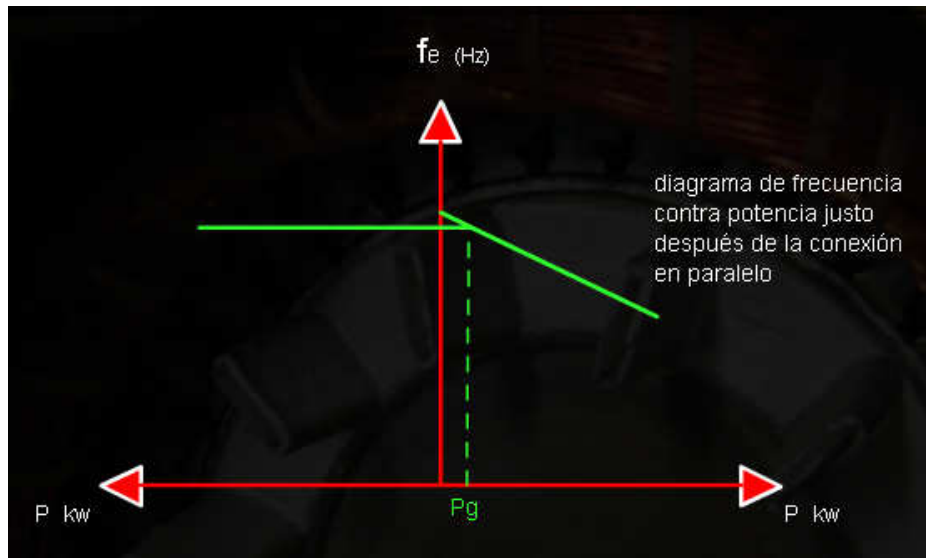 fe (Hz)
diagrama de frecuencia
contra potencia justo
después de la conexión
en paralelo
P kw
Pg
P kw